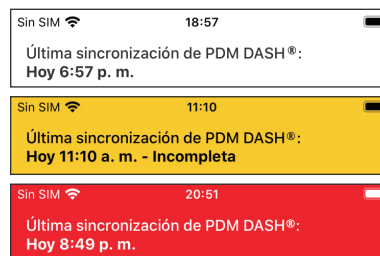 Sin SIM 18:57
Última sincronización de PDM DASH®:
Hoy 6:57 p. m.
Sin SIM 11:10
Última sincronización de PDM DASH®:
Hoy 11:10 a. m. - Incompleta
Sin SIM 20:51
Última sincronización de PDM DASH®:
Hoy 8:49 p. m.